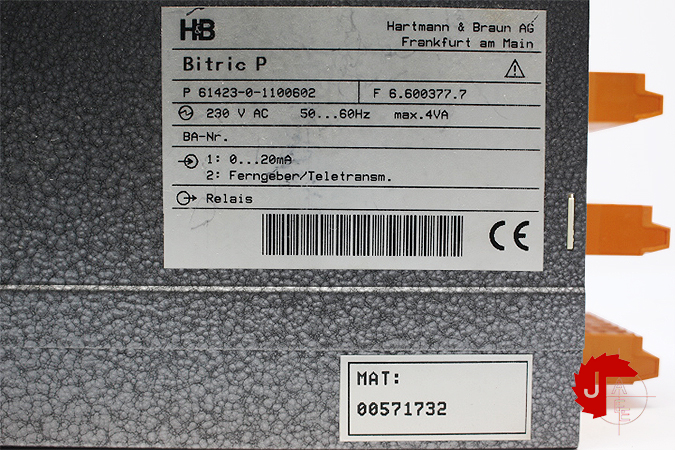 H&B
Hartmann & Braun AG
Frankfurt am Main
Bitric P
P 61423-0-1100602 F 6.600377.7
230 V AC 50...60Hz max.4VA
BA-Nr.
1: 0...20mA
2: Ferngeber/Teletransm.
Relais
CE
MAT:
00571732
J